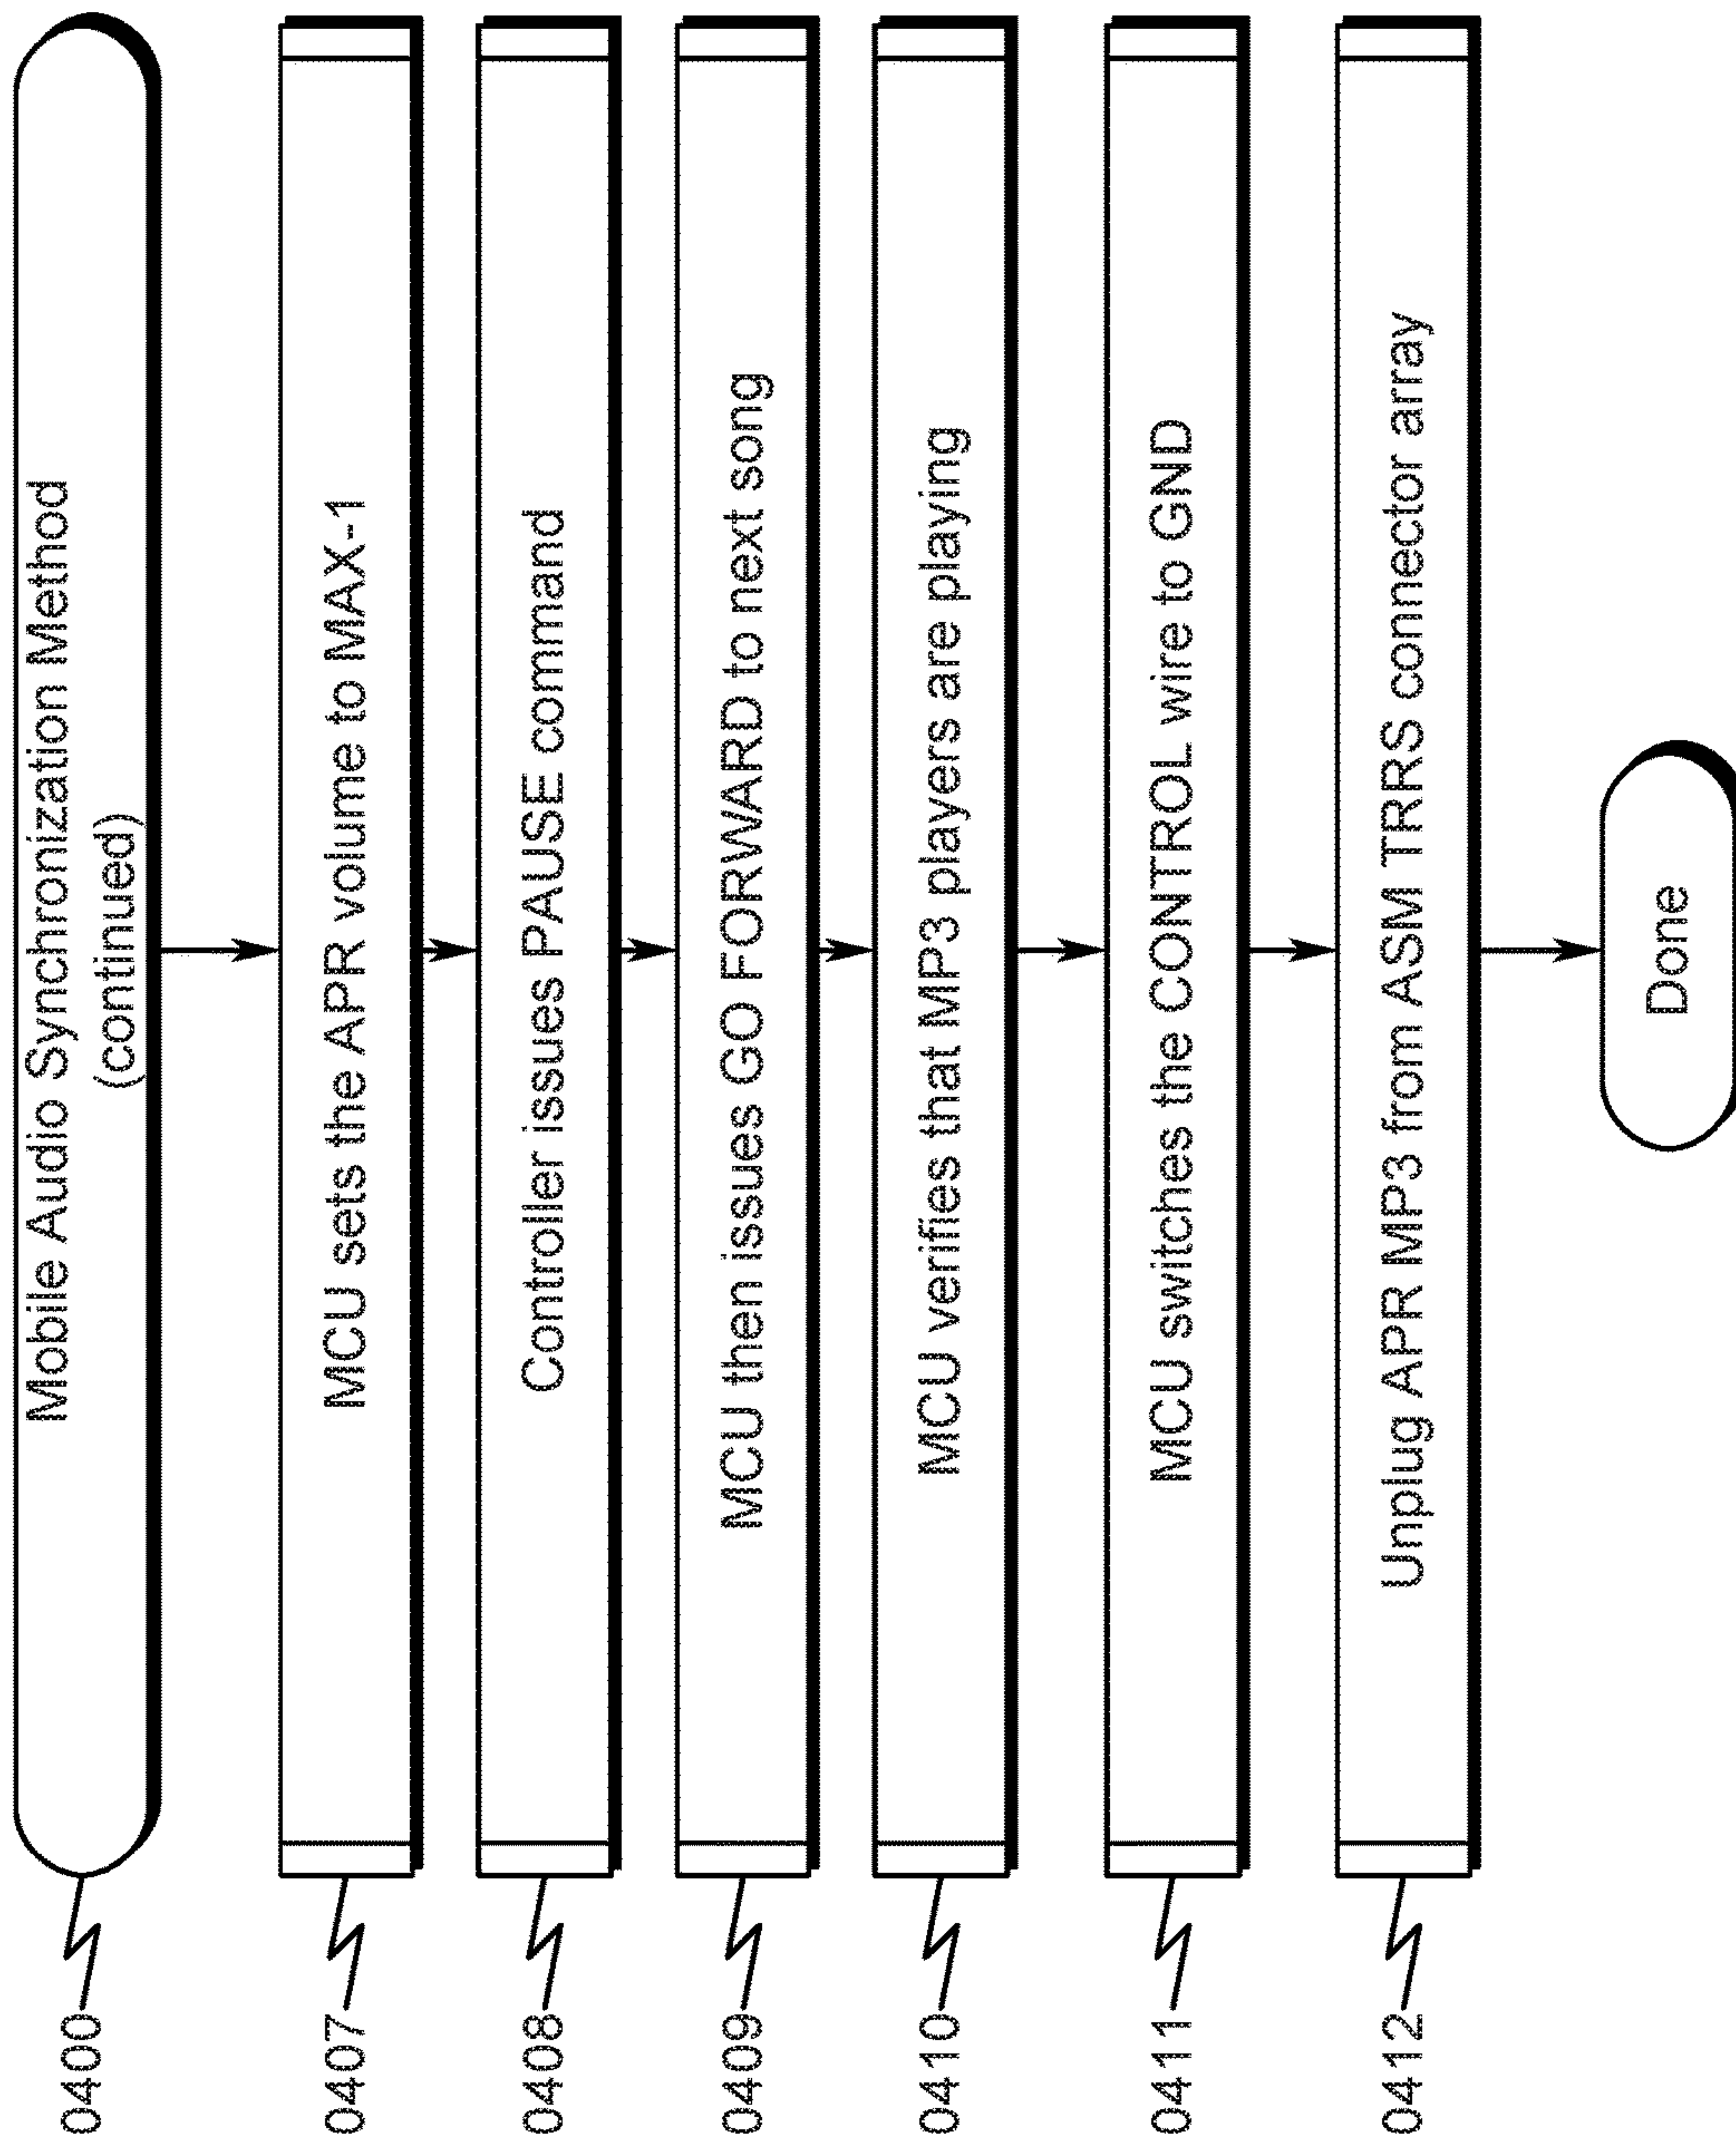 Mobile Audio Synchronization Method
(continued)
0400
MCU sets the APR volume to MAX-1
0407
Controller issues PAUSE command
0408
MCU then issues GO FORWARD to next song
0409
MCU verifies that MP3 players are playing
0410
MCU switches the CONTROL wire to GND
0411
Unplug APR MP3 from ASM TRRS connector array
0412
Done